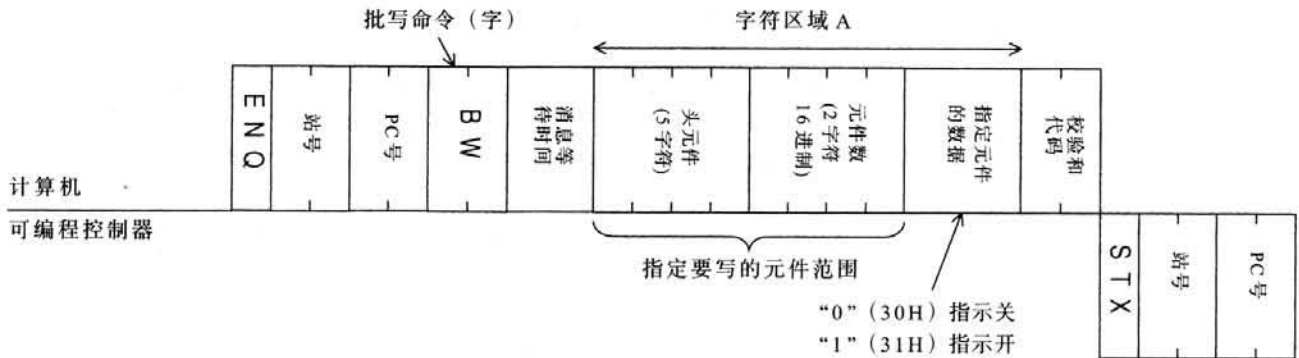 批写命令（字）
字符区域 A
ENQ
站号
PC号
BW
消息等
待时间
头元件
(5字符)
元件数
(2字符
16进制)
指定元件
的数据
校验和
代码
计算机
可编程控制器
指定要写的元件范围
“0”（30H）指示关
“1”（31H）指示开
STX
站号
PC号